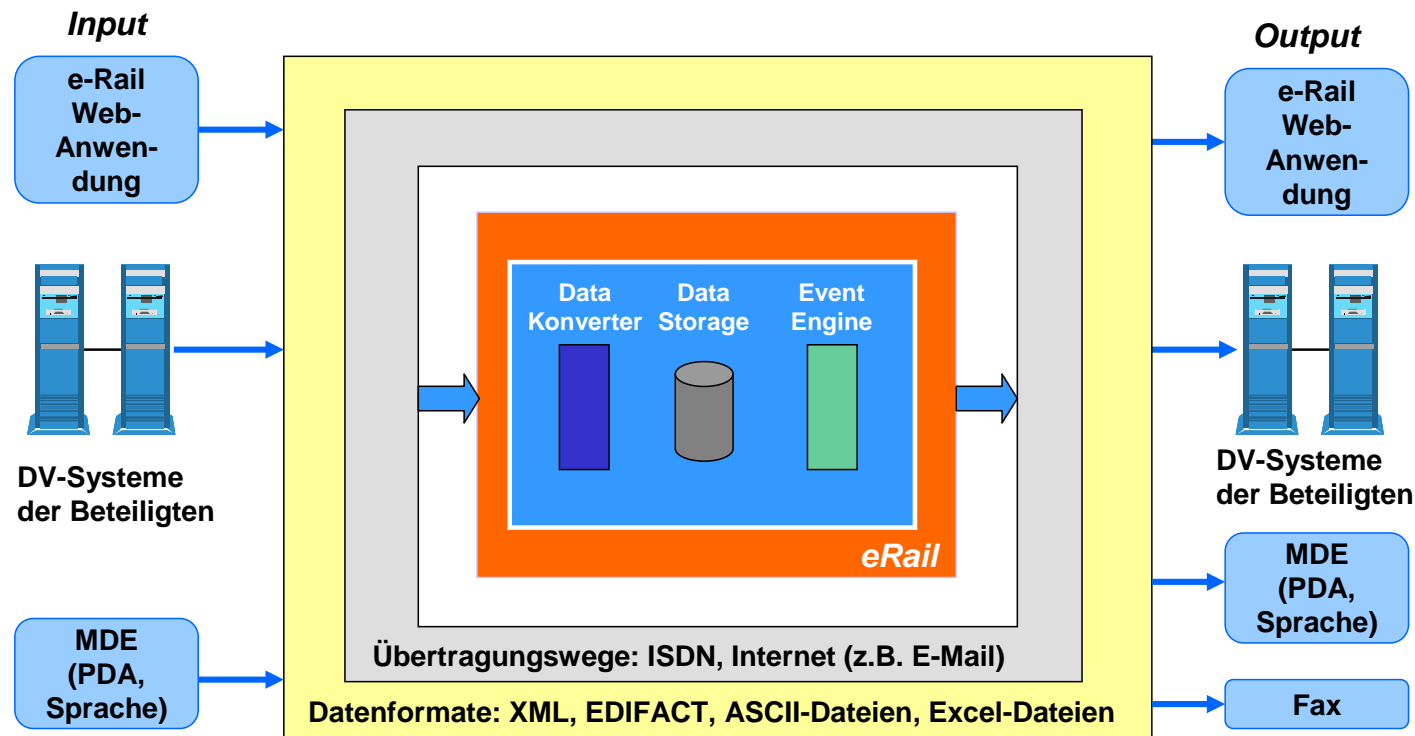 Input
e-Rail
Web-
Anwen-
dung
DV-Systeme
der Beteiligten
MDE
(PDA,
Sprache)
Data
Konverter
Data
Storage
Event
Engine
eRail
Übertragungswege: ISDN, Internet (z.B. E-Mail)
Datenformate: XML, EDIFACT, ASCII-Dateien, Excel-Dateien
Output
e-Rail
Web-
Anwen-
dung
DV-Systeme
der Beteiligten
MDE
(PDA,
Sprache)
Fax